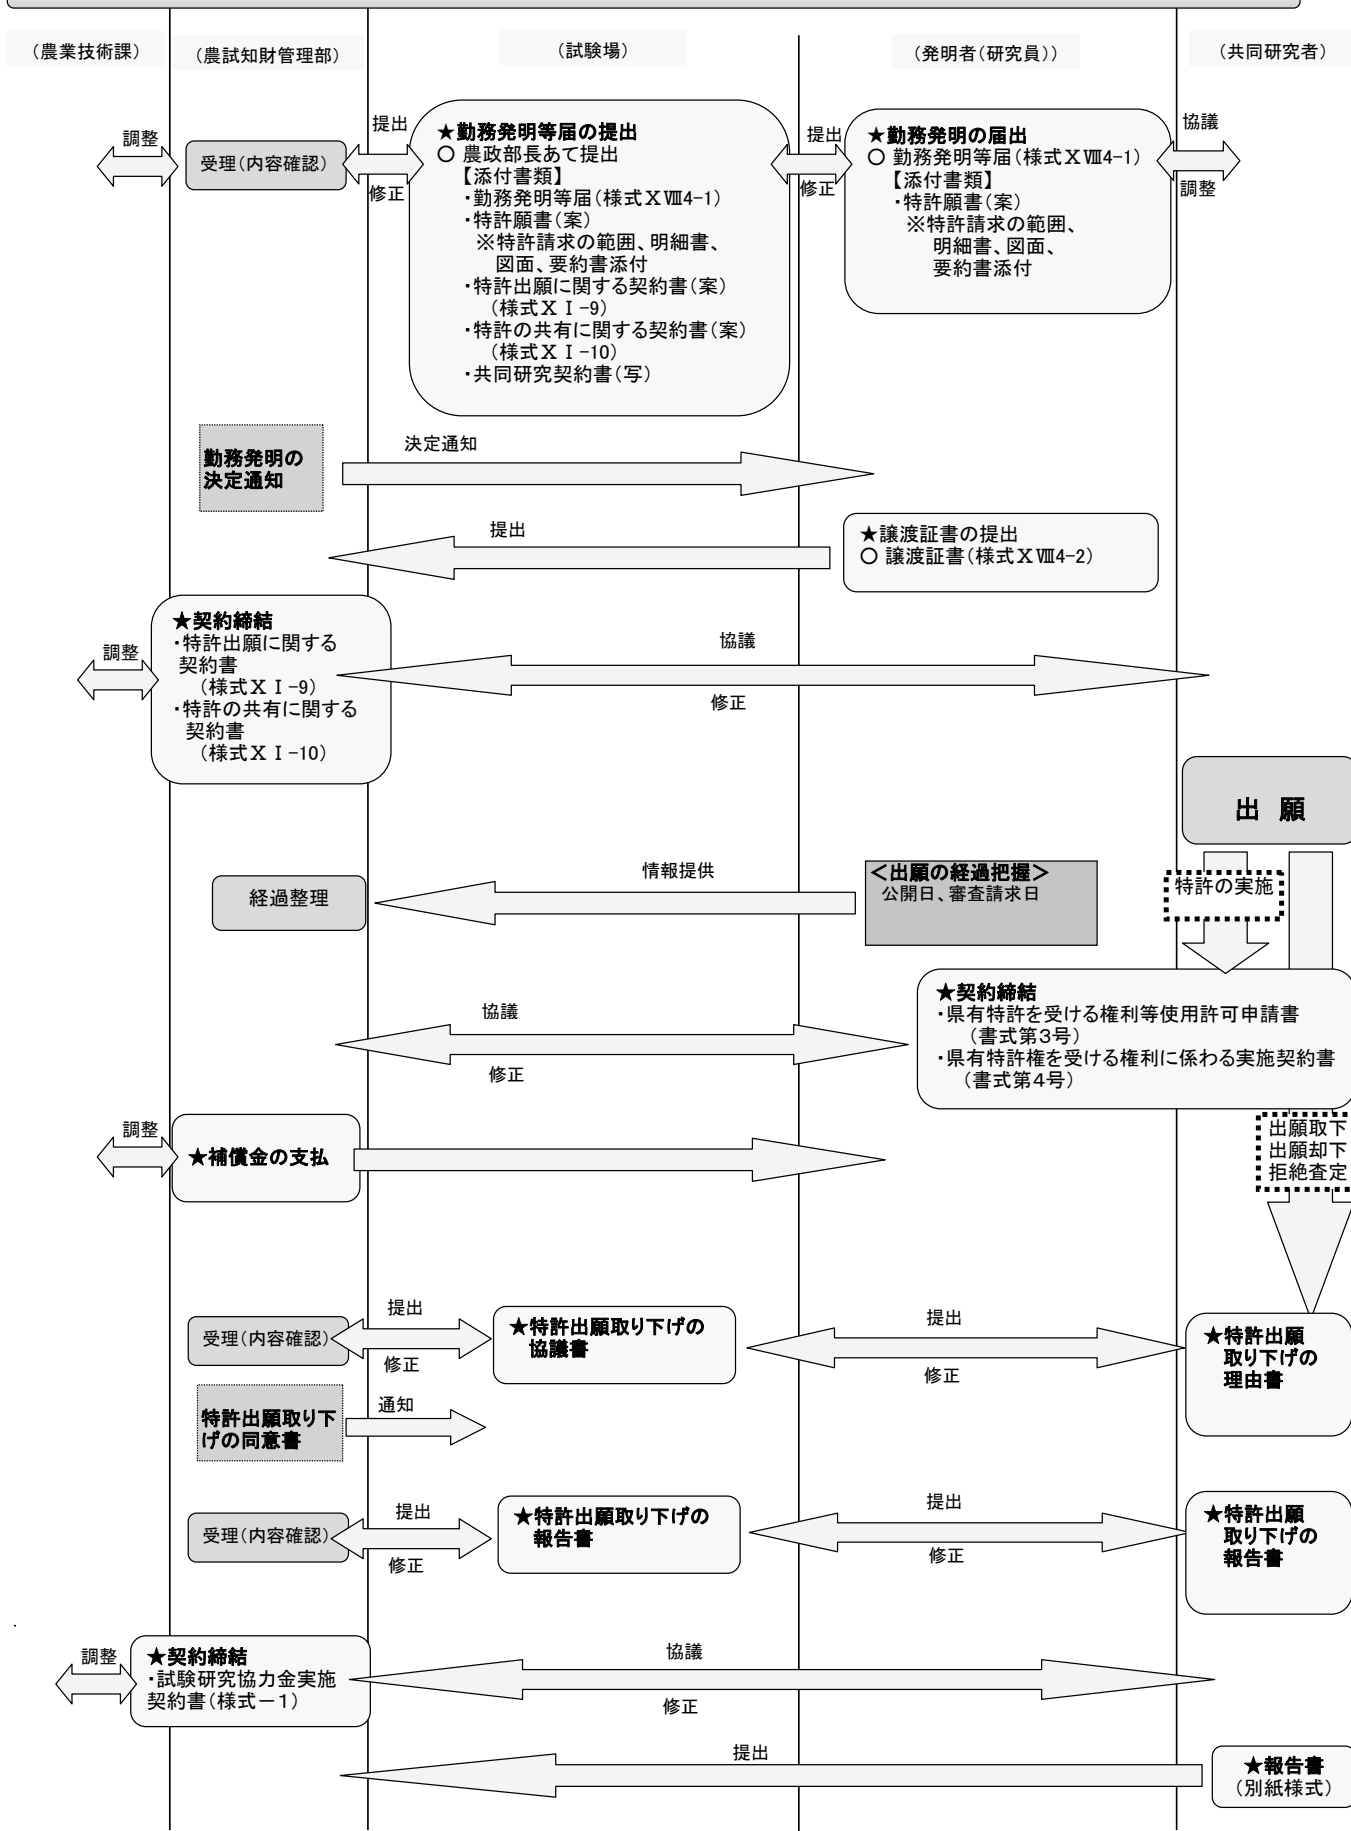 （農業技術課）
（農試知財管理部）
（試験場）
（発明者（研究員））
（共同研究者）
調整
受理（内容確認）
提出
修正
★勤務発明等届の提出
○ 農政部長あて提出
【添付書類】
・勤務発明等届（様式ⅩⅧ4-1）
・特許願書（案）
※特許請求の範囲、明細書、
図面、要約書添付
・特許出願に関する契約書（案）
（様式ⅩⅠ-9）
・特許の共有に関する契約書（案）
（様式ⅩⅠ-10）
・共同研究契約書（写）
提出
修正
★勤務発明の届出
○ 勤務発明等届（様式ⅩⅧ4-1）
【添付書類】
・特許願書（案）
※特許請求の範囲、
明細書、図面、
要約書添付
協議
調整
勤務発明の
決定通知
決定通知
提出
★譲渡証書の提出
○ 譲渡証書（様式ⅩⅧ4-2）
調整
★契約締結
・特許出願に関する
契約書
（様式ⅩⅠ-9）
・特許の共有に関する
契約書
（様式ⅩⅠ-10）
協議
修正
出 願
経過整理
情報提供
＜出願の経過把握＞
公開日、審査請求日
特許の実施
協議
修正
★契約締結
・県有特許を受ける権利等使用許可申請書
（書式第3号）
・県有特許権を受ける権利に係わる実施契約書
（書式第4号）
調整
★補償金の支払
出願取下
出願却下
拒絶査定
受理（内容確認）
提出
修正
★特許出願取り下げの
協議書
提出
修正
★特許出願
取り下げの
理由書
特許出願取り下
げの同意書
通知
受理（内容確認）
提出
修正
★特許出願取り下げの
報告書
提出
修正
★特許出願
取り下げの
報告書
調整
★契約締結
・試験研究協力金実施
契約書（様式－1）
協議
修正
提出
★報告書
（別紙様式）